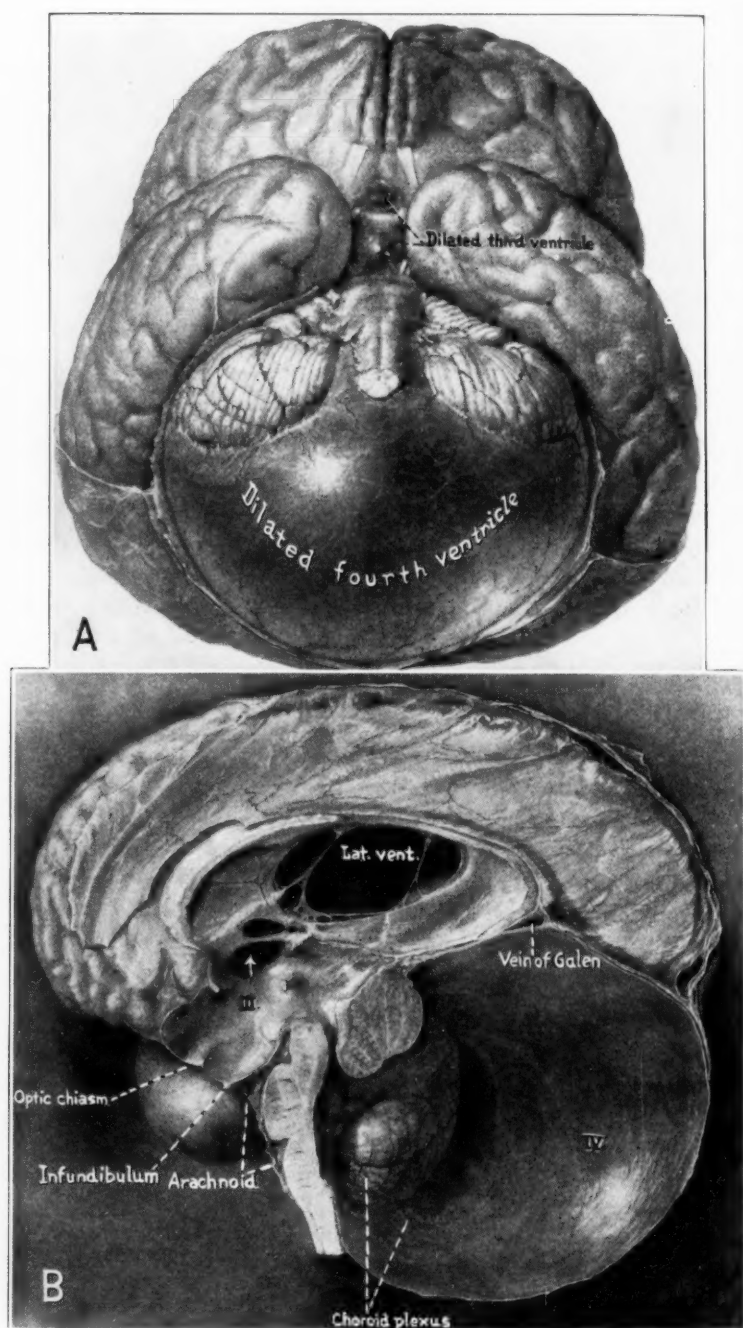 Dilated third ventricle
Dilated fourth ventricle
A
Lat. vent.
Vein of Galen
III
Optic chiasm
IV
Infundibulum
Arachnoid
B
Choroid plexus